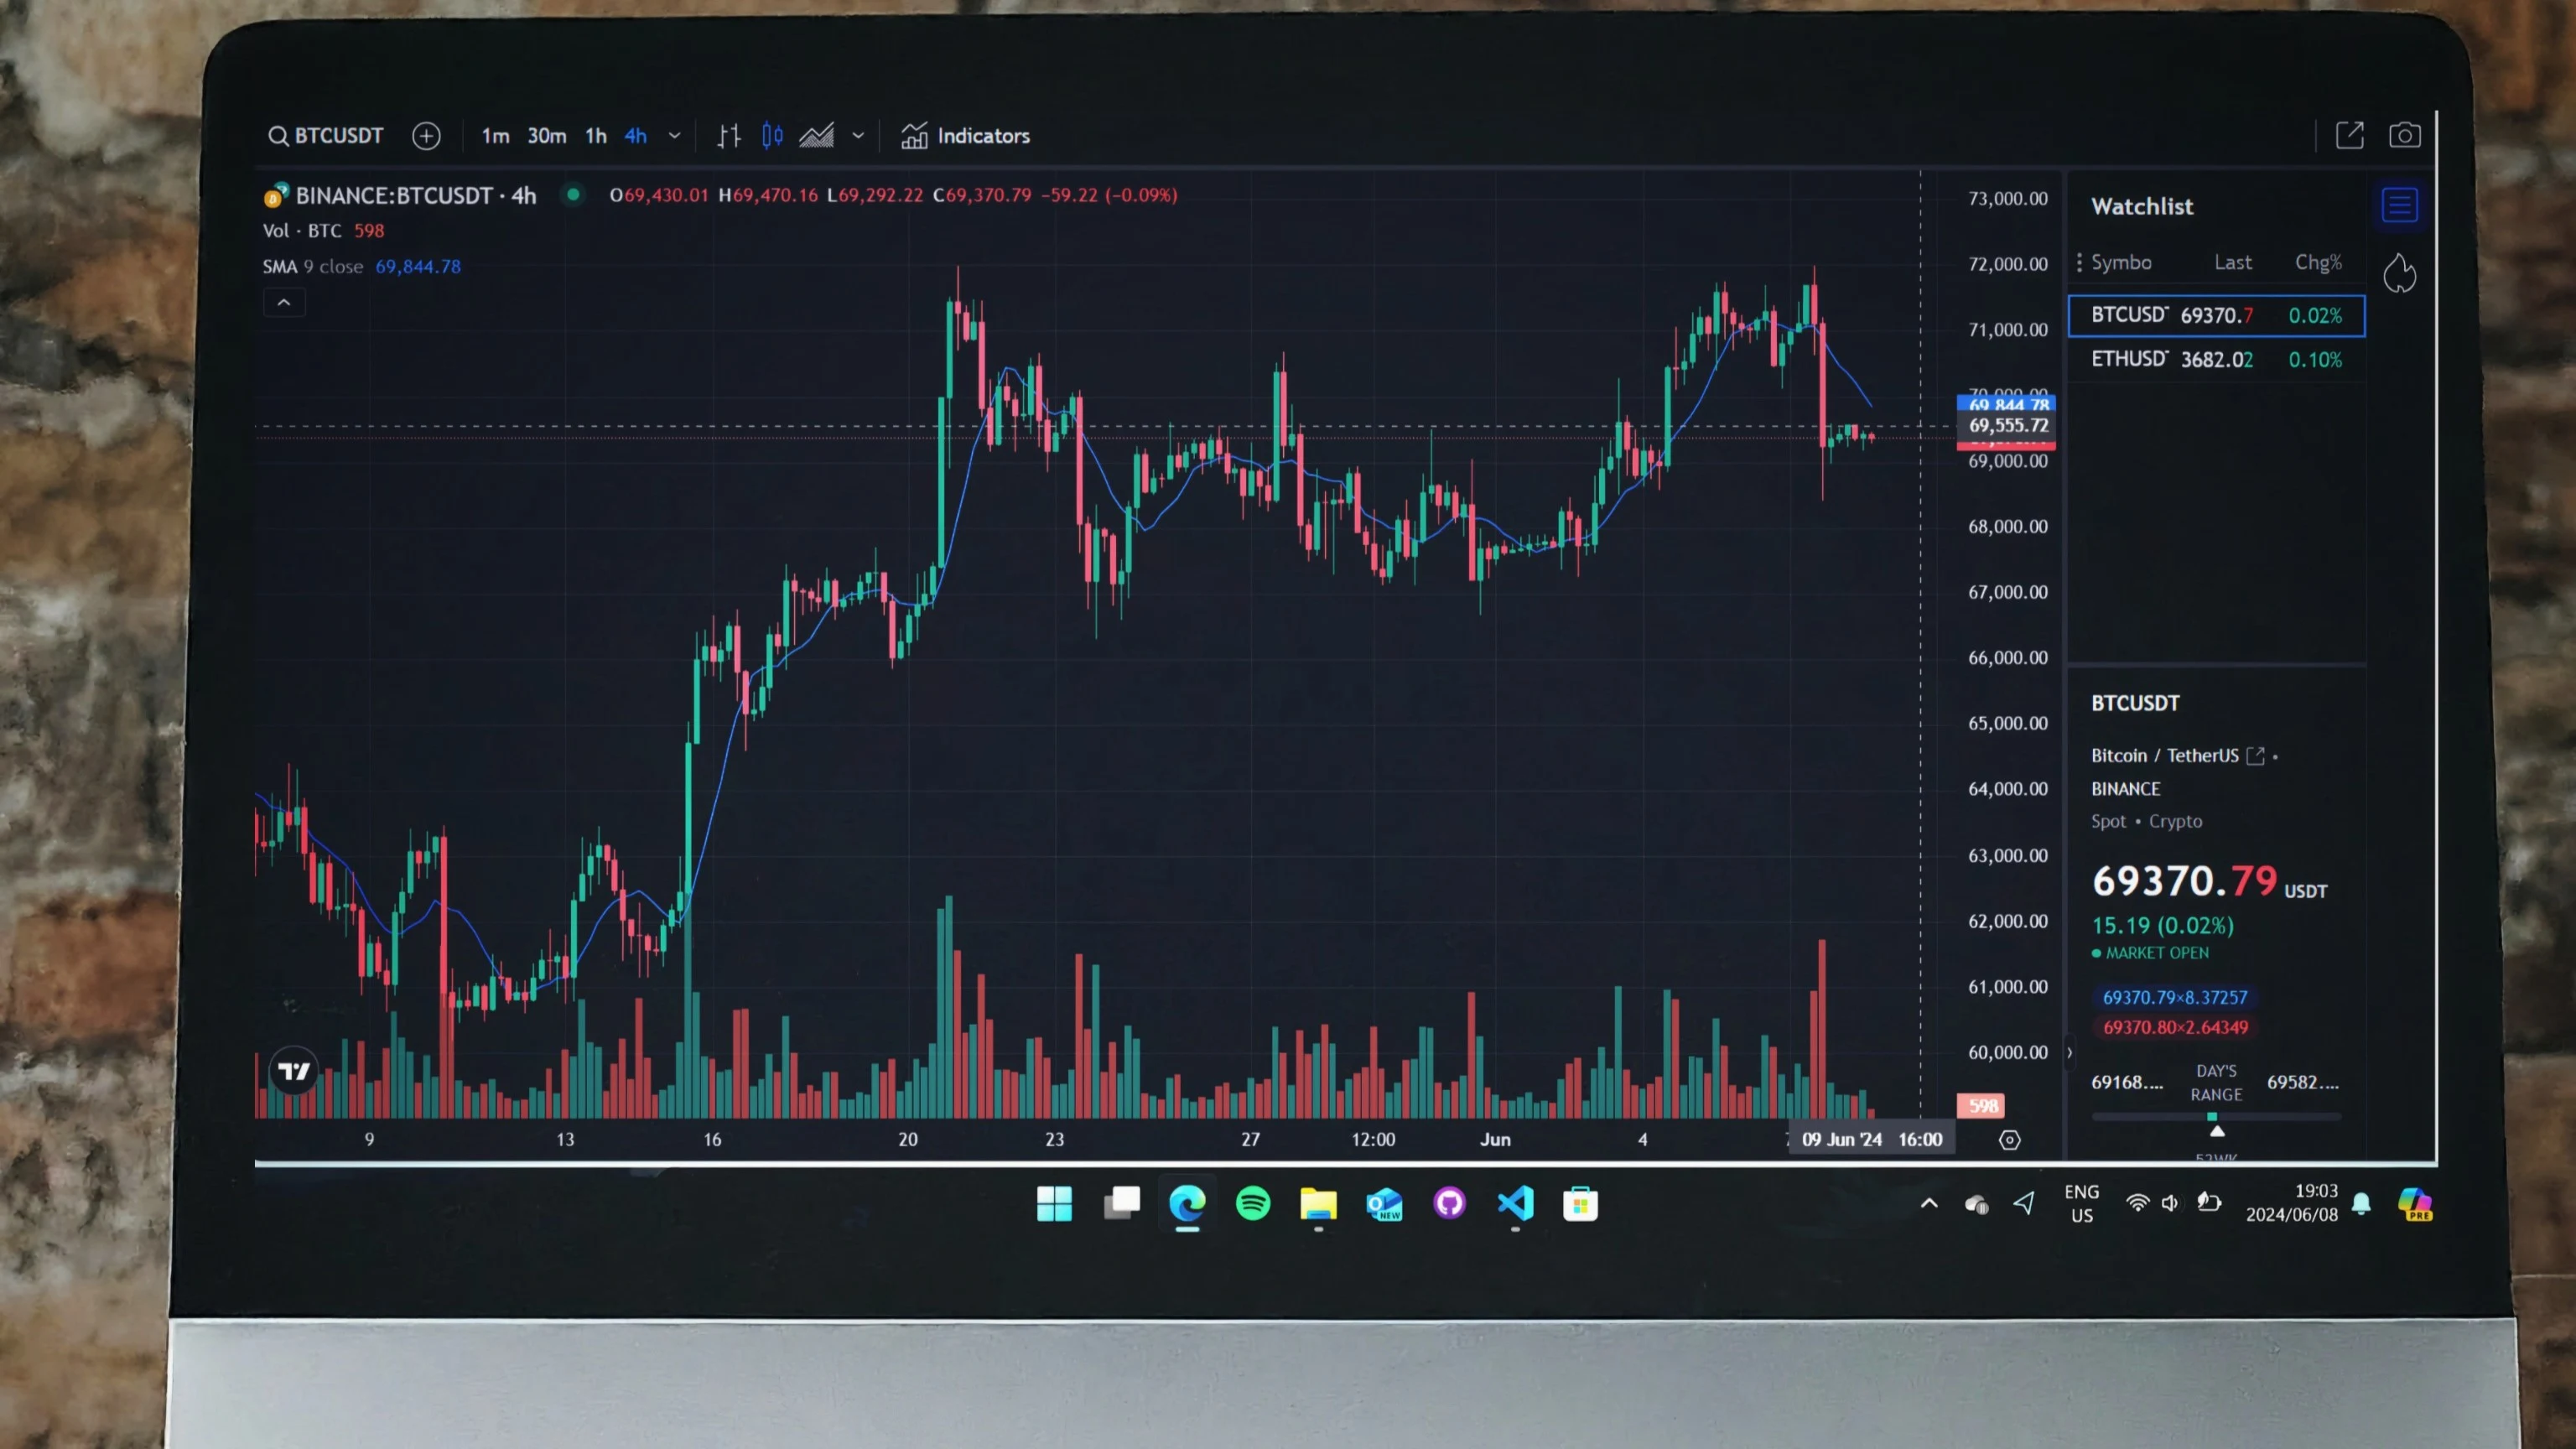 BTCUSDT 1m 30m 1h 4h Indicators
BINANCE:BTCUSDT · 4h O69,430.01 H69,470.16 L69,292.22 C69,370.79 −59.22 (−0.09%)
Vol · BTC 598
SMA 9 close 69,844.78
73,000.00
72,000.00
71,000.00
70,000.00
69,844.78
69,555.72
69,000.00
68,000.00
67,000.00
66,000.00
65,000.00
64,000.00
63,000.00
62,000.00
61,000.00
60,000.00
598
9 13 16 20 23 27 12:00 Jun 4 09 Jun '24 16:00
Watchlist
Symbo Last Chg%
BTCUSD 69370.7 0.02%
ETHUSD 3682.02 0.10%
BTCUSDT
Bitcoin / TetherUS
BINANCE
Spot • Crypto
69370.79 USDT
15.19 (0.02%)
MARKET OPEN
69370.79×8.37257
69370.80×2.64349
69168.... DAY'S RANGE 69582....
52WK
NEW
ENG
US
19:03
2024/06/08
PRE